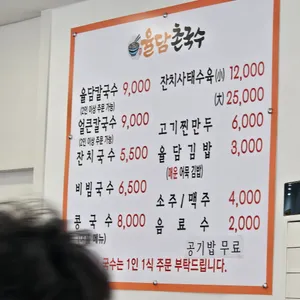 율담촌국수
율담칼국수 9,000
(2인 이상 주문 가능)
얼큰칼국수 9,000
(2인 이상 주문 가능)
잔치국수 5,500
비빔국수 6,500
콩국수 8,000
메뉴)
잔치사태수육(小) 12,000
(大) 25,000
고기찐만두 6,000
율담김밥 3,000
(매운 어묵 김밥)
소주/맥주 4,000
음료수 2,000
공기밥 무료
국수는 1인 1식 주문 부탁드립니다.